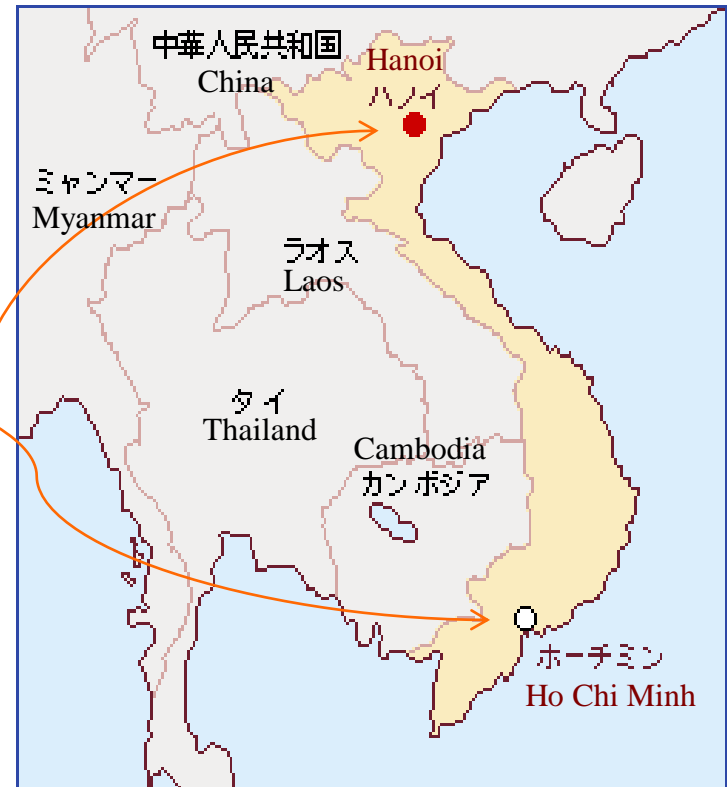 中華人民共和国
China
Hanoi
ハノイ
ミャンマー
Myanmar
ラオス
Laos
タイ
Thailand
Cambodia
カンボジア
ホーチミン
Ho Chi Minh